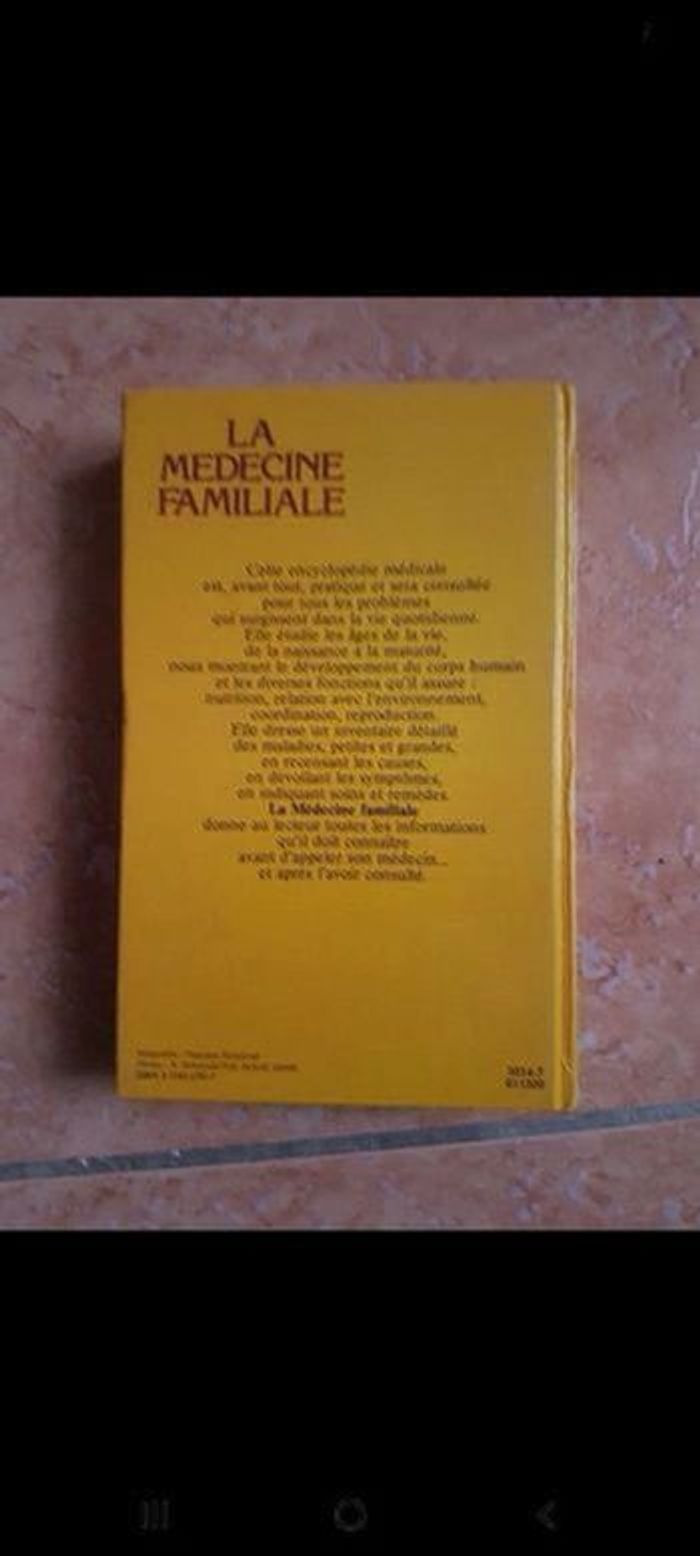 LA
MEDECINE
FAMILIALE
Cette encyclopédie médicale
est, avant tout, pratique et sera consultée
pour tous les problèmes
qui surgissent dans la vie quotidienne.
Elle étudie les âges de la vie,
de la naissance à la maturité,
nous montrant le développement du corps humain
et les diverses fonctions qu'il assure :
nutrition, relation avec l'environnement,
coordination, reproduction.
Elle dresse un inventaire détaillé
des maladies, petites et grandes,
en recensant les causes,
en dévoilant les symptômes,
en indiquant soins et remèdes.
La Médecine familiale
donne au lecteur toutes les informations
qu'il doit connaître
avant d'appeler son médecin...
et après l'avoir consulté.
ISBN